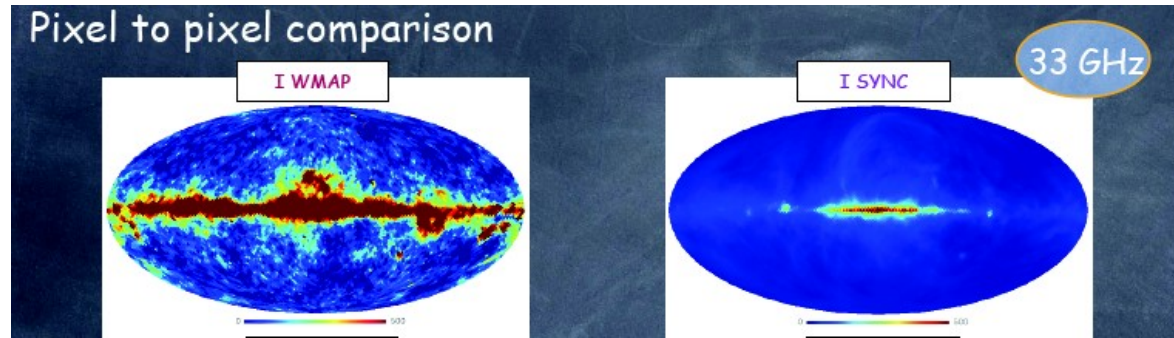 Pixel to pixel comparison
33 GHz
I WMAP
I SYNC
0 500
0 500